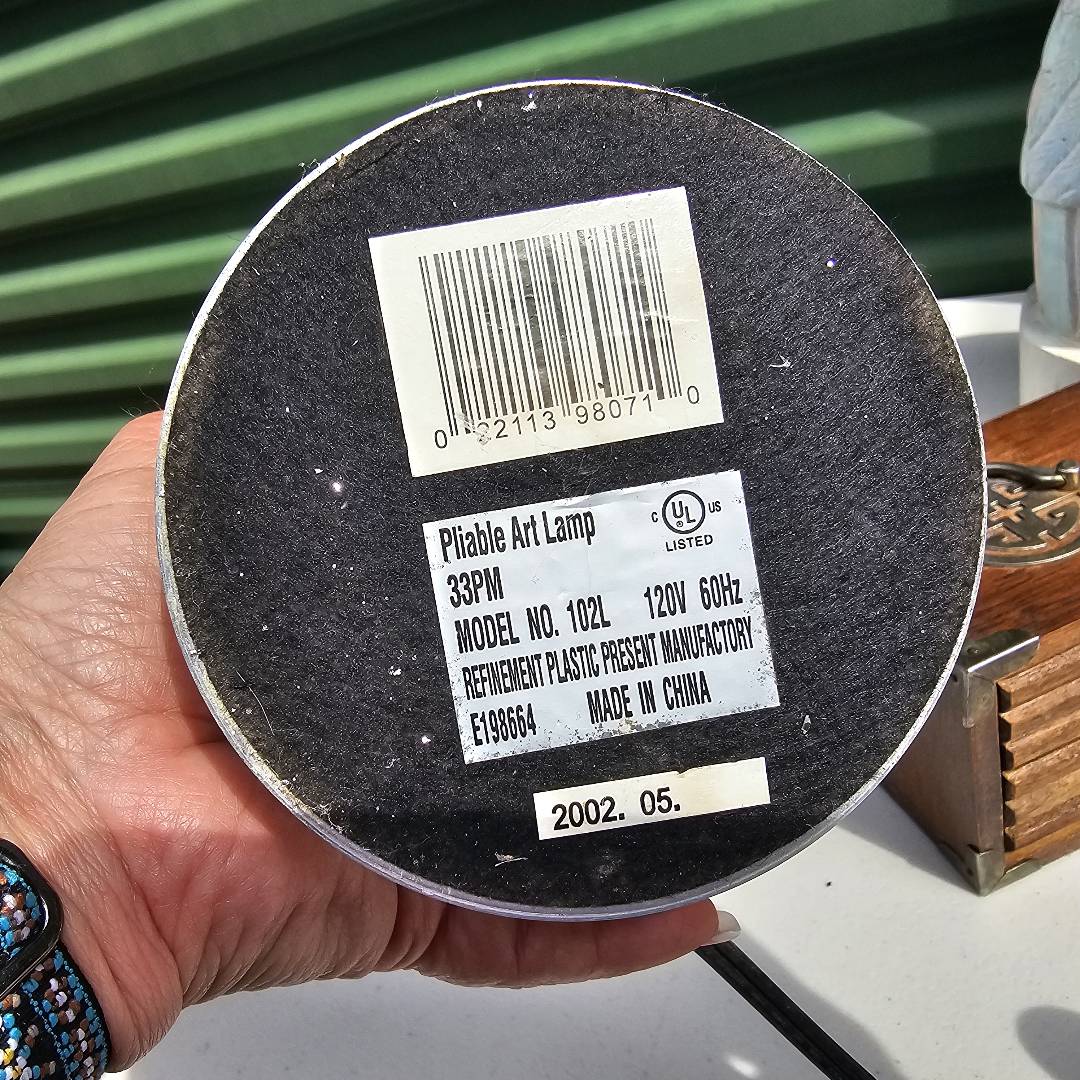 0 22113 98071 0
Pliable Art Lamp
C UL US
®
LISTED
33PM
MODEL NO. 102L 120V 60Hz
REFINEMENT PLASTIC PRESENT MANUFACTORY
E198664 MADE IN CHINA
2002. 05.